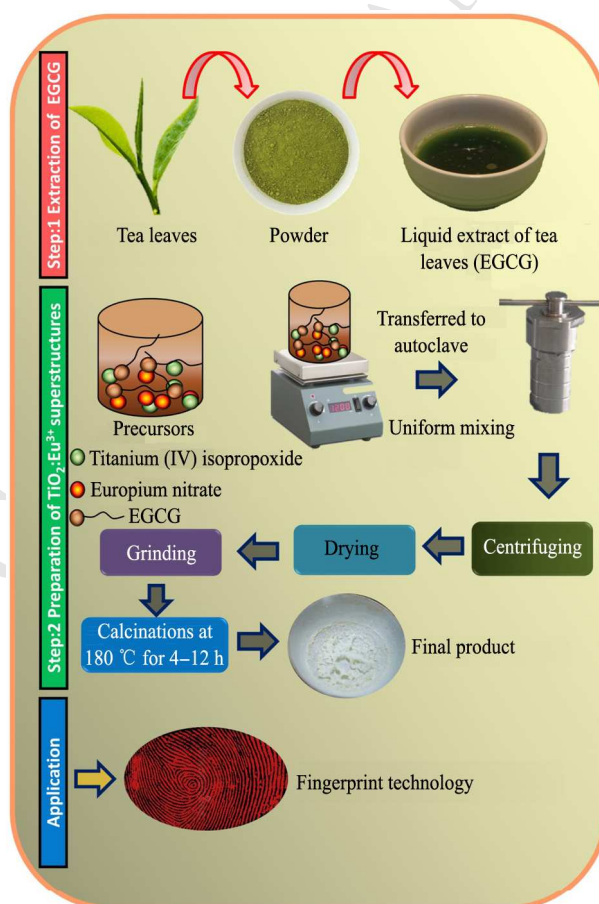 Step:1 Extraction of EGCG
Tea leaves
Powder
Liquid extract of tea
leaves (EGCG)
Step:2 Preparation of TiO₂:Eu³⁺ superstructures
Precursors
Titanium (IV) isopropoxide
Europium nitrate
EGCG
Transferred to
autoclave
Uniform mixing
Centrifuging
Drying
Grinding
Calcinations at
180 ℃ for 4–12 h
Final product
Application
Fingerprint technology